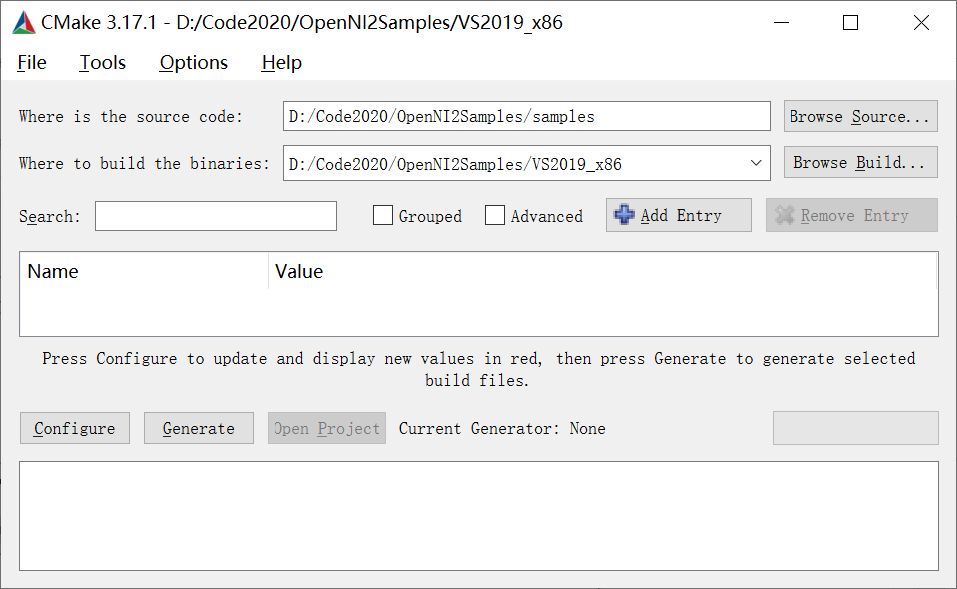 CMake 3.17.1 - D:/Code2020/OpenNI2Samples/VS2019_x86
File Tools Options Help
Where is the source code: D:/Code2020/OpenNI2Samples/samples Browse Source...
Where to build the binaries: D:/Code2020/OpenNI2Samples/VS2019_x86 Browse Build...
Search: Grouped Advanced Add Entry Remove Entry
Name Value
Press Configure to update and display new values in red, then press Generate to generate selected
build files.
Configure Generate Open Project Current Generator: None